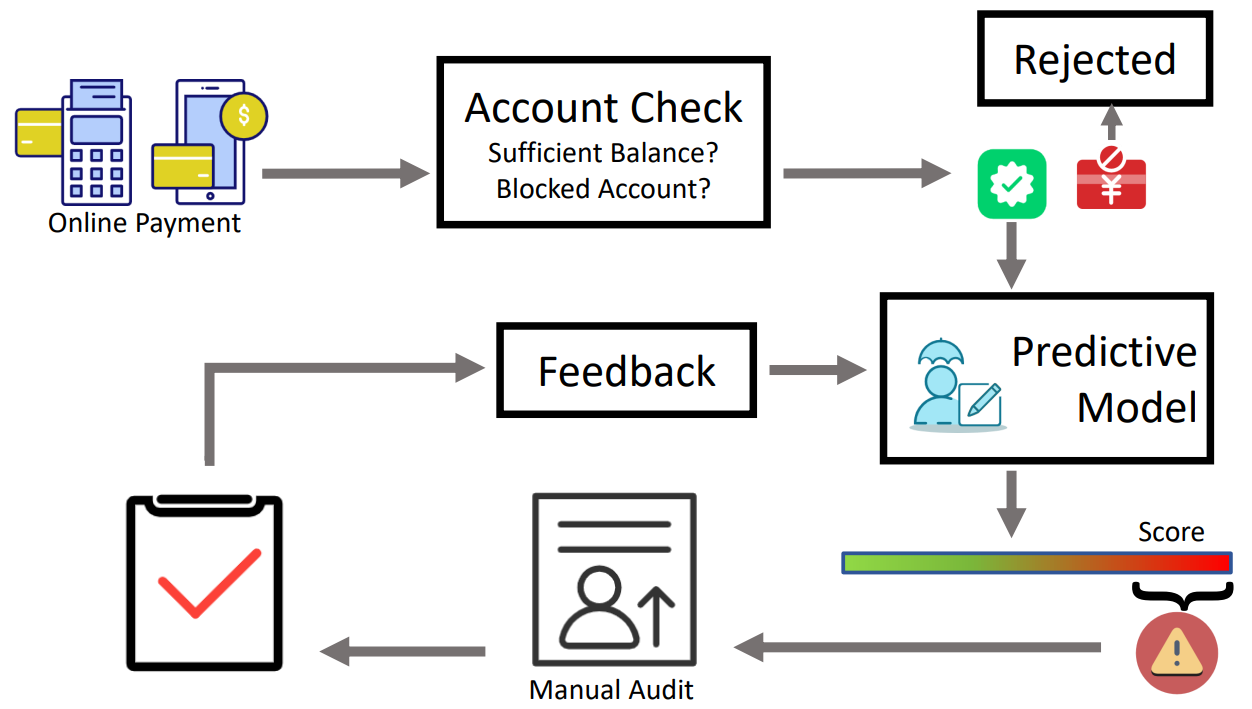 Online Payment
Account Check
Sufficient Balance?
Blocked Account?
Rejected
$
¥
Feedback
Predictive
Model
Score
Manual Audit